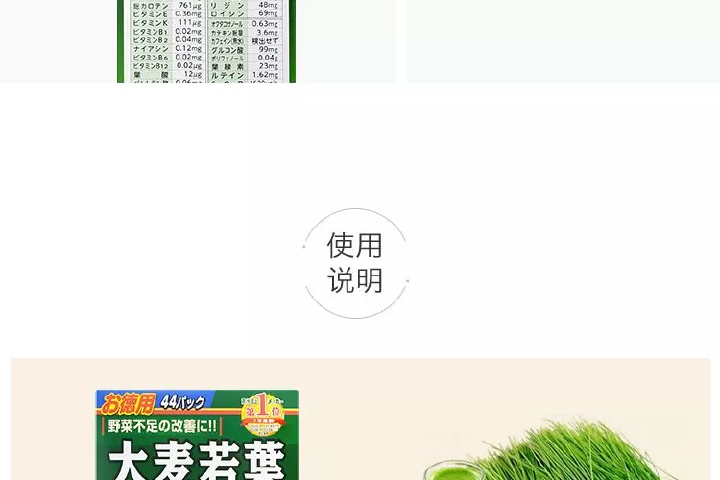 総カロテン 761μg リジン 48mg
ビタミンE 0.36mg ロイシン 69mg
ビタミンK 111μg オクタコサノール 0.63mg
ビタミンB1 0.02mg カテキン総量 3.6mg
ビタミンB2 0.04mg カフェイン(無水) 検出せず
ナイアシン 0.12mg グルコン酸 99mg
ビタミンB6 0.02mg ポリフェノール 0.04g
ビタミンB12 0.02μg 葉緑素 23mg
葉酸 12μg ルテイン 1.62mg
使用
说明
お徳用 44パック
野菜不足の改善に!!
第1位
大麦若葉